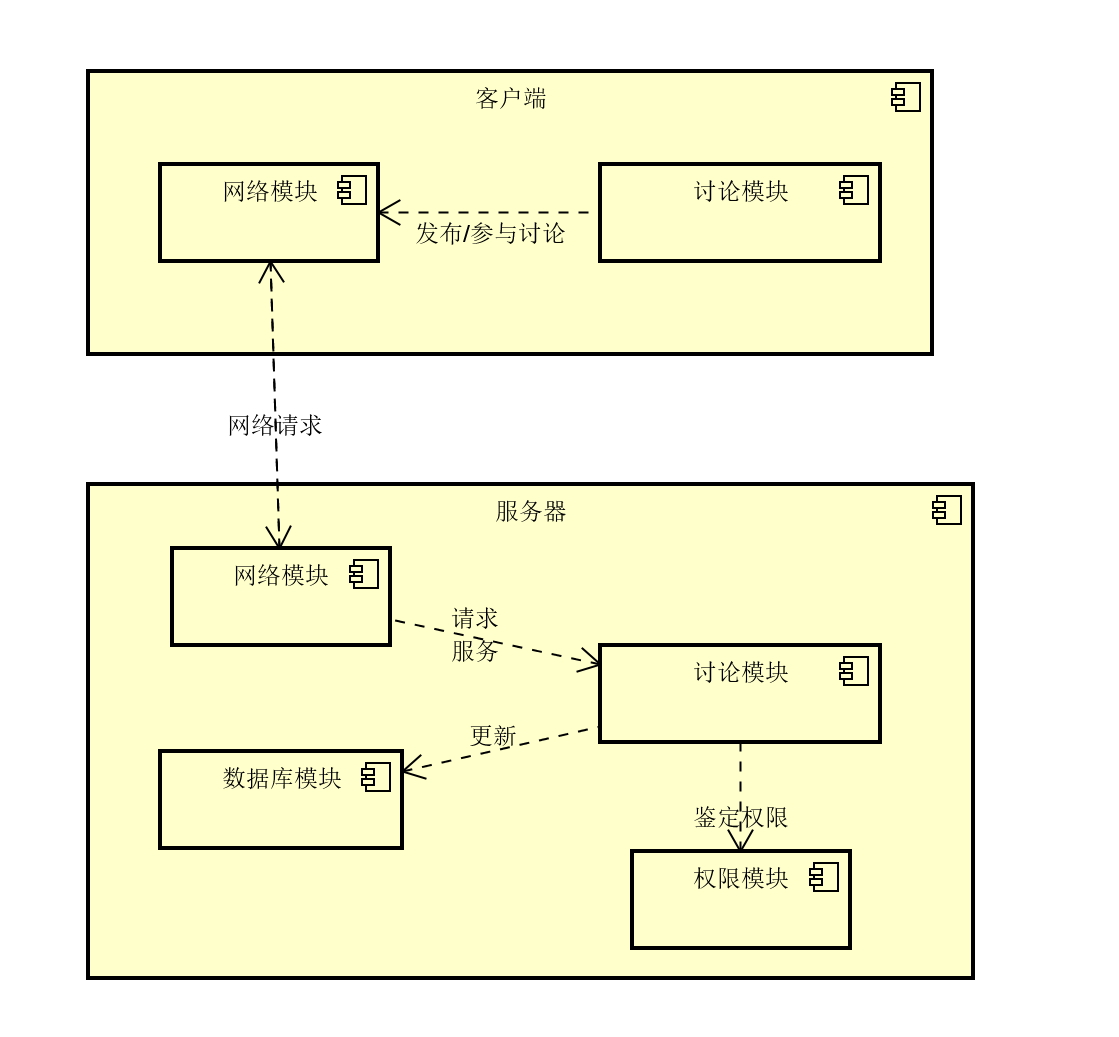 客户端
网络模块
讨论模块
发布/参与讨论
网络请求
服务器
网络模块
请求
服务
讨论模块
更新
数据库模块
鉴定权限
权限模块